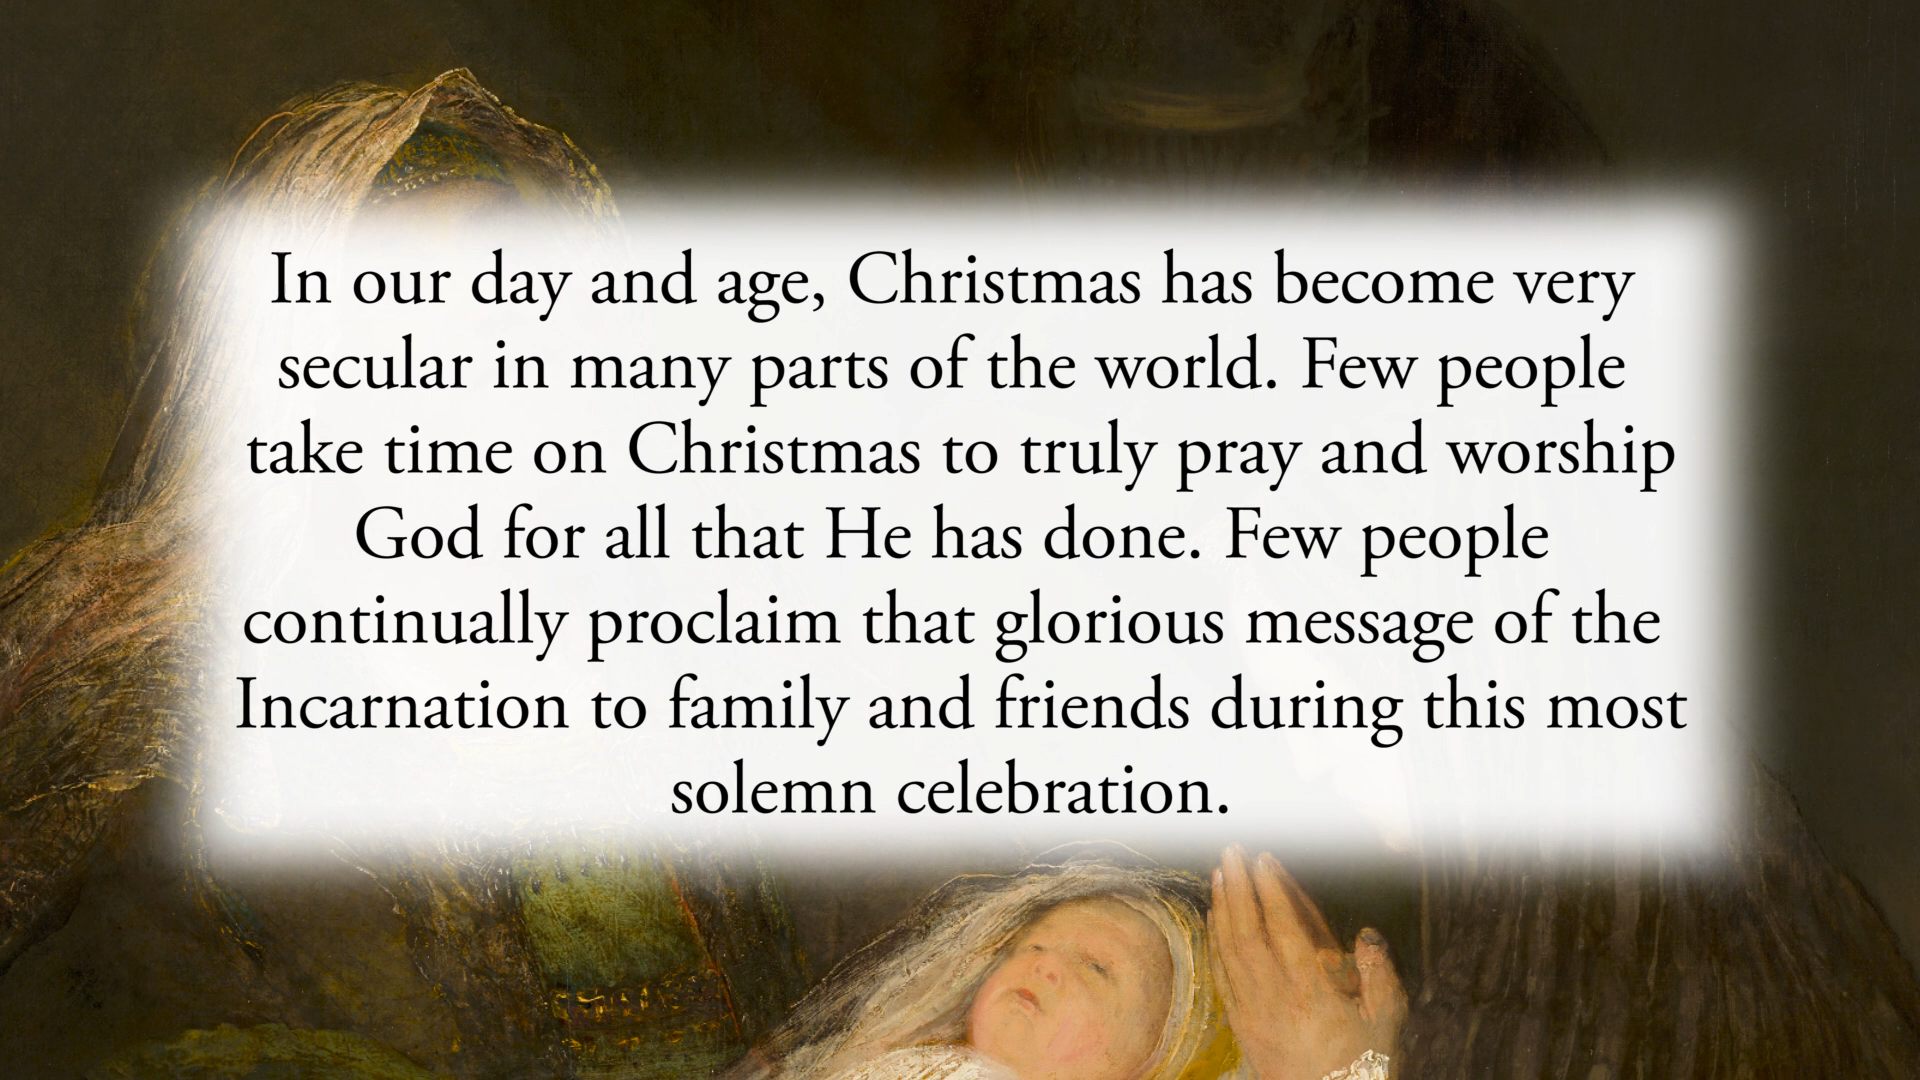 In our day and age, Christmas has become very
secular in many parts of the world. Few people
take time on Christmas to truly pray and worship
God for all that He has done. Few people
continually proclaim that glorious message of the
Incarnation to family and friends during this most
solemn celebration.